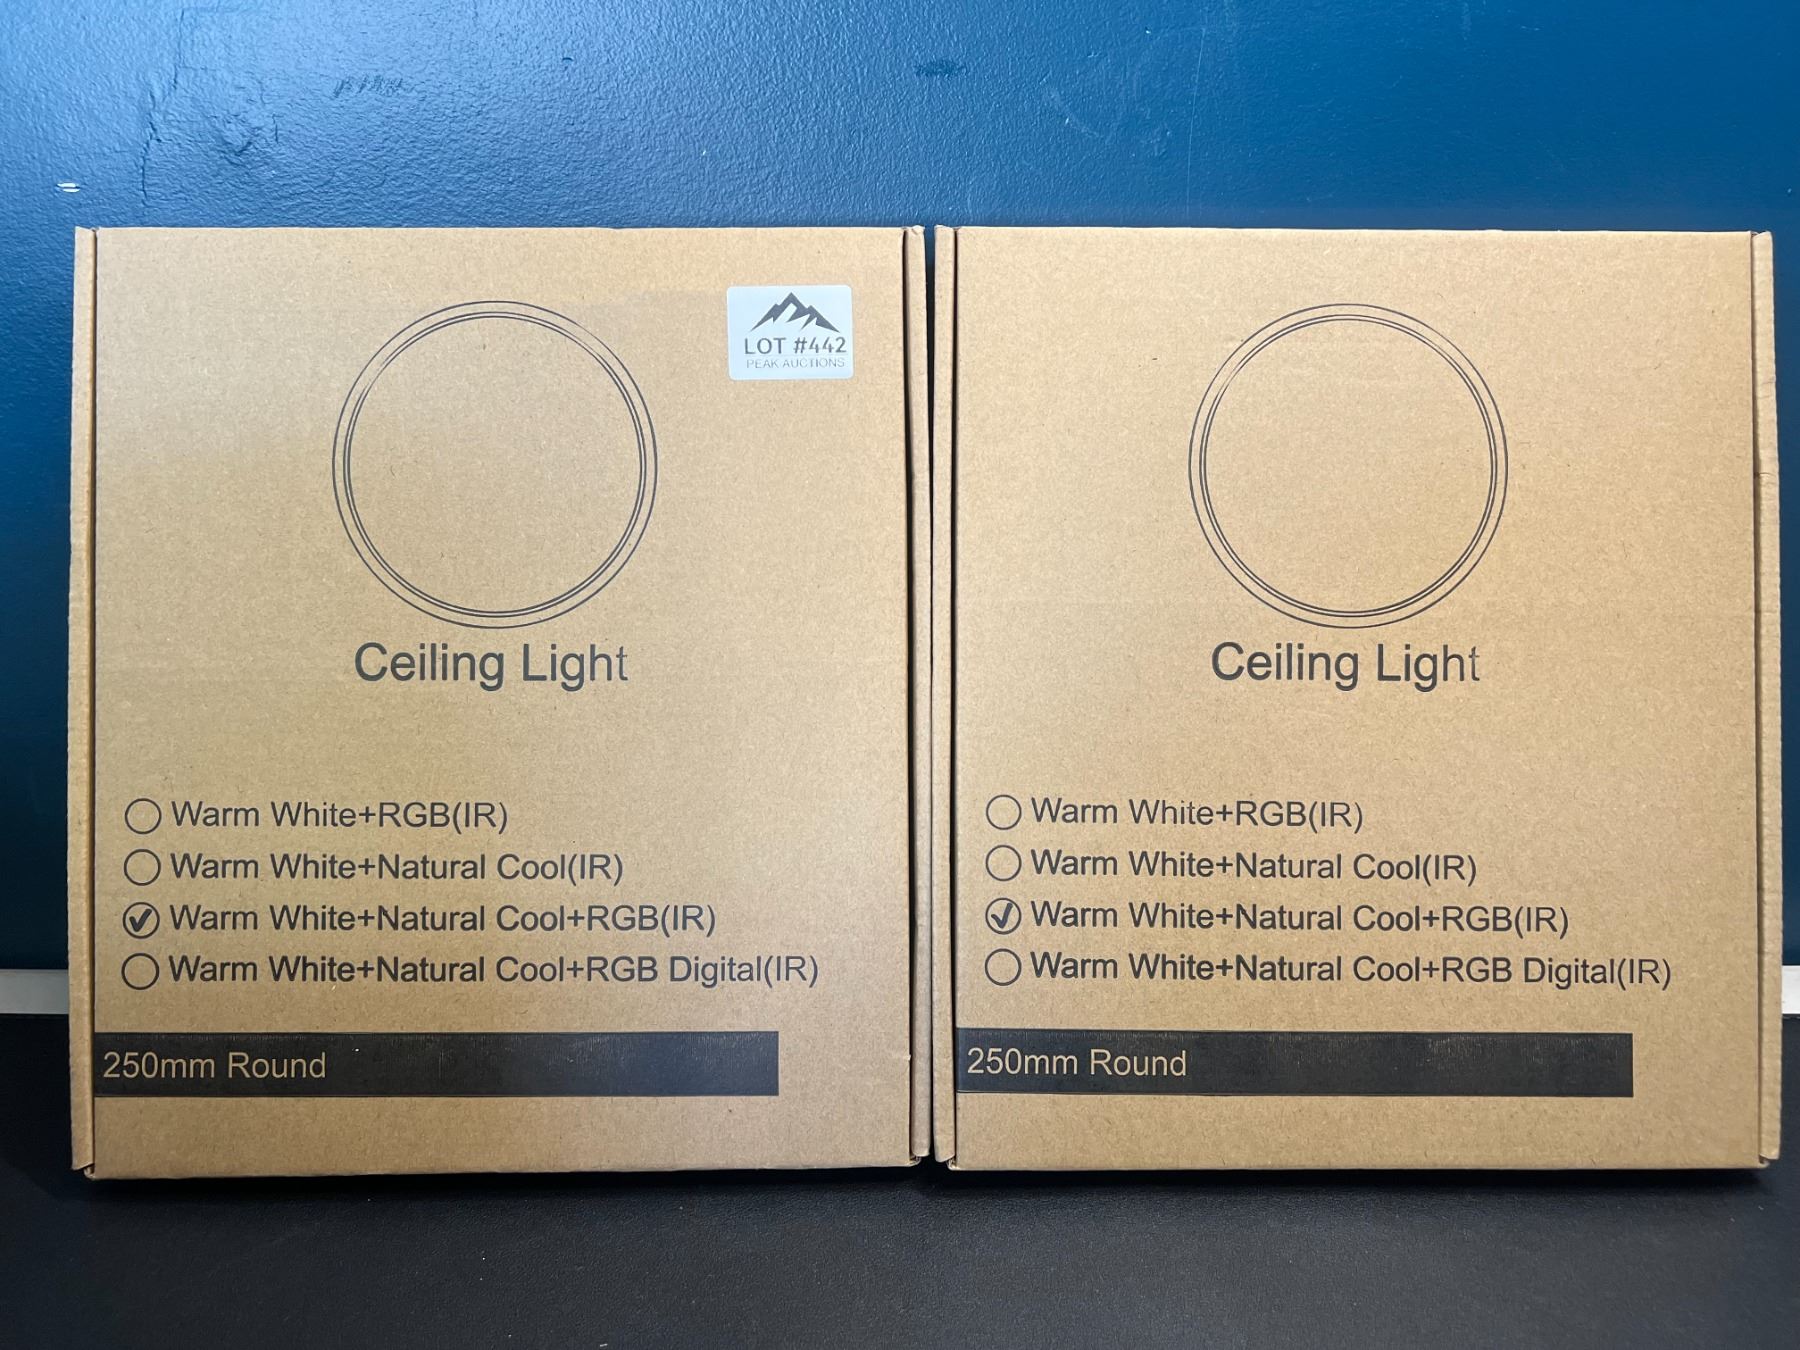 LOT #442
PEAK AUCTIONS
Ceiling Light
Warm White+RGB(IR)
Warm White+Natural Cool(IR)
Warm White+Natural Cool+RGB(IR)
Warm White+Natural Cool+RGB Digital(IR)
250mm Round
Ceiling Light
Warm White+RGB(IR)
Warm White+Natural Cool(IR)
Warm White+Natural Cool+RGB(IR)
Warm White+Natural Cool+RGB Digital(IR)
250mm Round